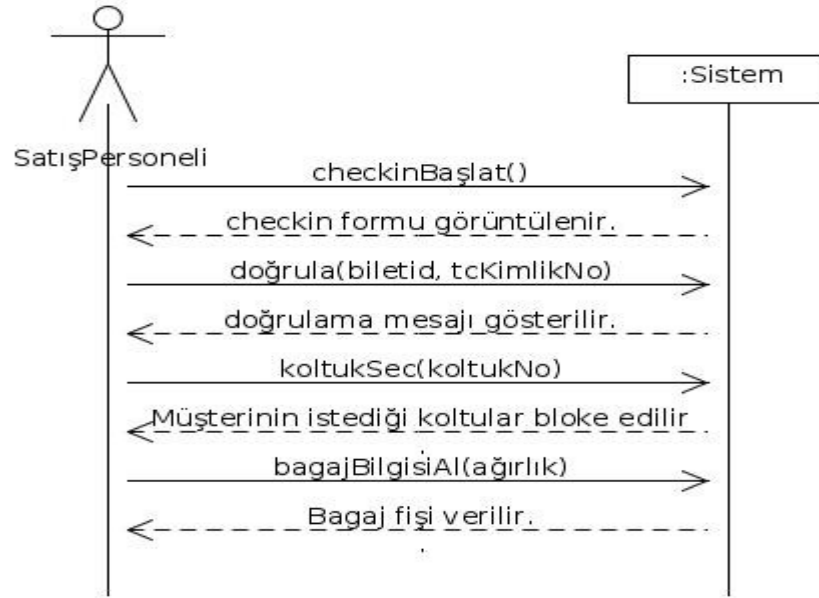 :Sistem
SatışPersoneli
checkinBaşlat()
checkin formu görüntülenir.
doğrula(biletid, tcKimlikNo)
doğrulama mesajı gösterilir.
koltukSec(koltukNo)
Müşterinin istediği koltular bloke edilir
.
bagajBilgisiAl(ağırlık)
Bagaj fişi verilir.
.